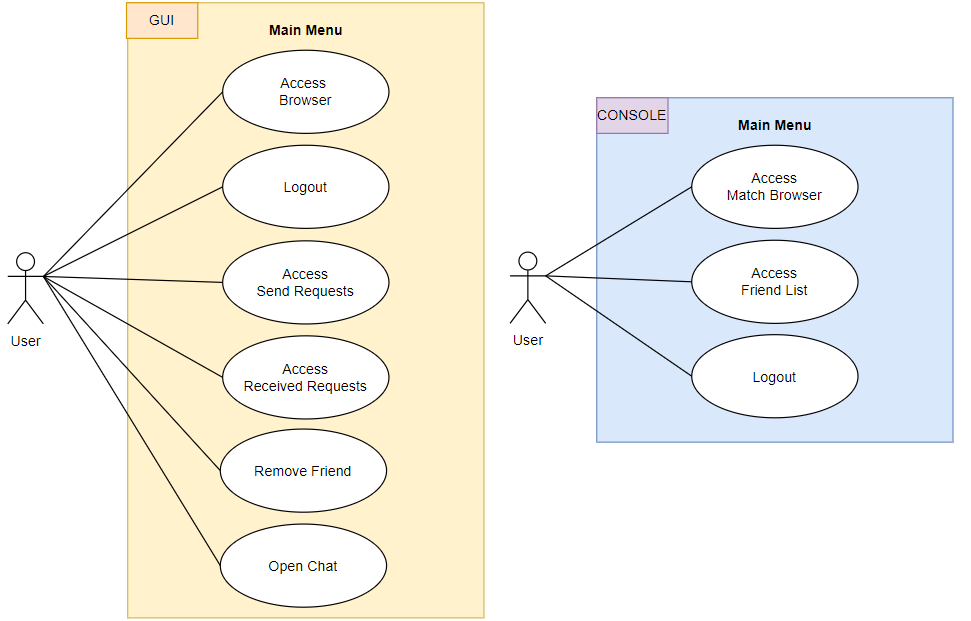 GUI
Main Menu
Access
Browser
Logout
Access
Send Requests
Access
Received Requests
Remove Friend
Open Chat
User
CONSOLE
Main Menu
Access
Match Browser
Access
Friend List
Logout
User